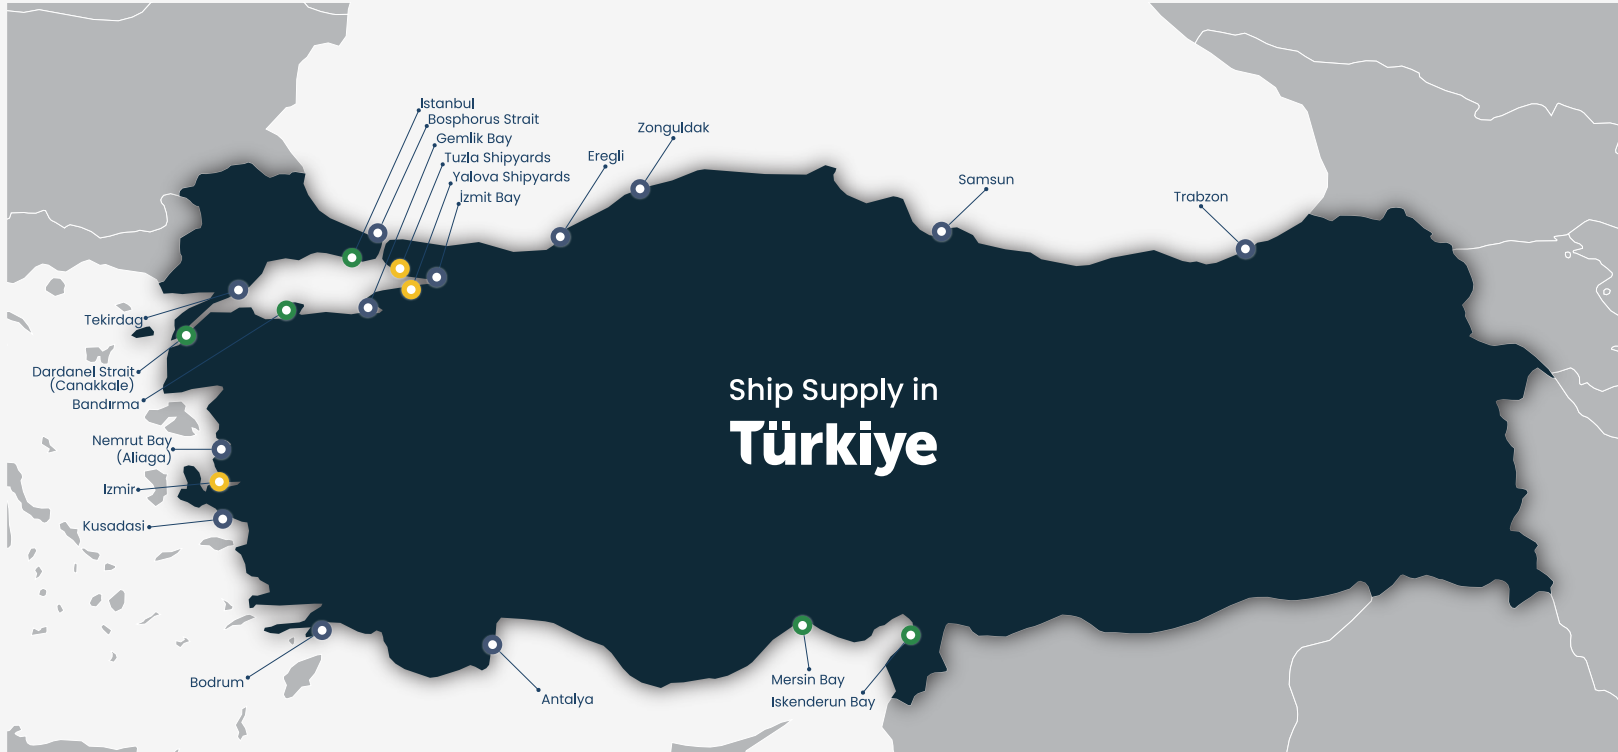 Istanbul
Bosphorus Strait
Gemlik Bay
Tuzla Shipyards
Yalova Shipyards
İzmit Bay
Eregli
Zonguldak
Samsun
Trabzon
Tekirdag
Dardanel Strait
(Canakkale)
Bandırma
Nemrut Bay
(Aliaga)
Izmir
Kusadasi
Ship Supply in
Türkiye
Bodrum
Antalya
Mersin Bay
Iskenderun Bay